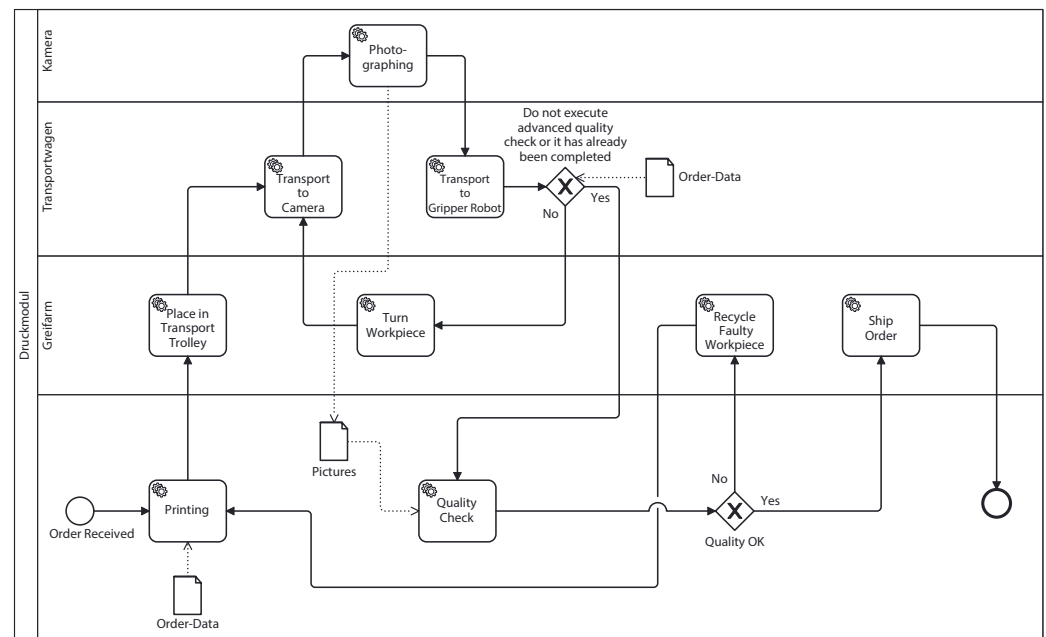 Druckmodul
Kamera
Photo-
graphing
Transportwagen
Transport
to
Camera
Transport
to
Gripper Robot
Do not execute
advanced quality
check or it has already
been completed
X
Yes
No
Order-Data
Greifarm
Place in
Transport
Trolley
Turn
Workpiece
Recycle
Faulty
Workpiece
Ship
Order
Order Received
Printing
Order-Data
Pictures
Quality
Check
No
X
Yes
Quality OK